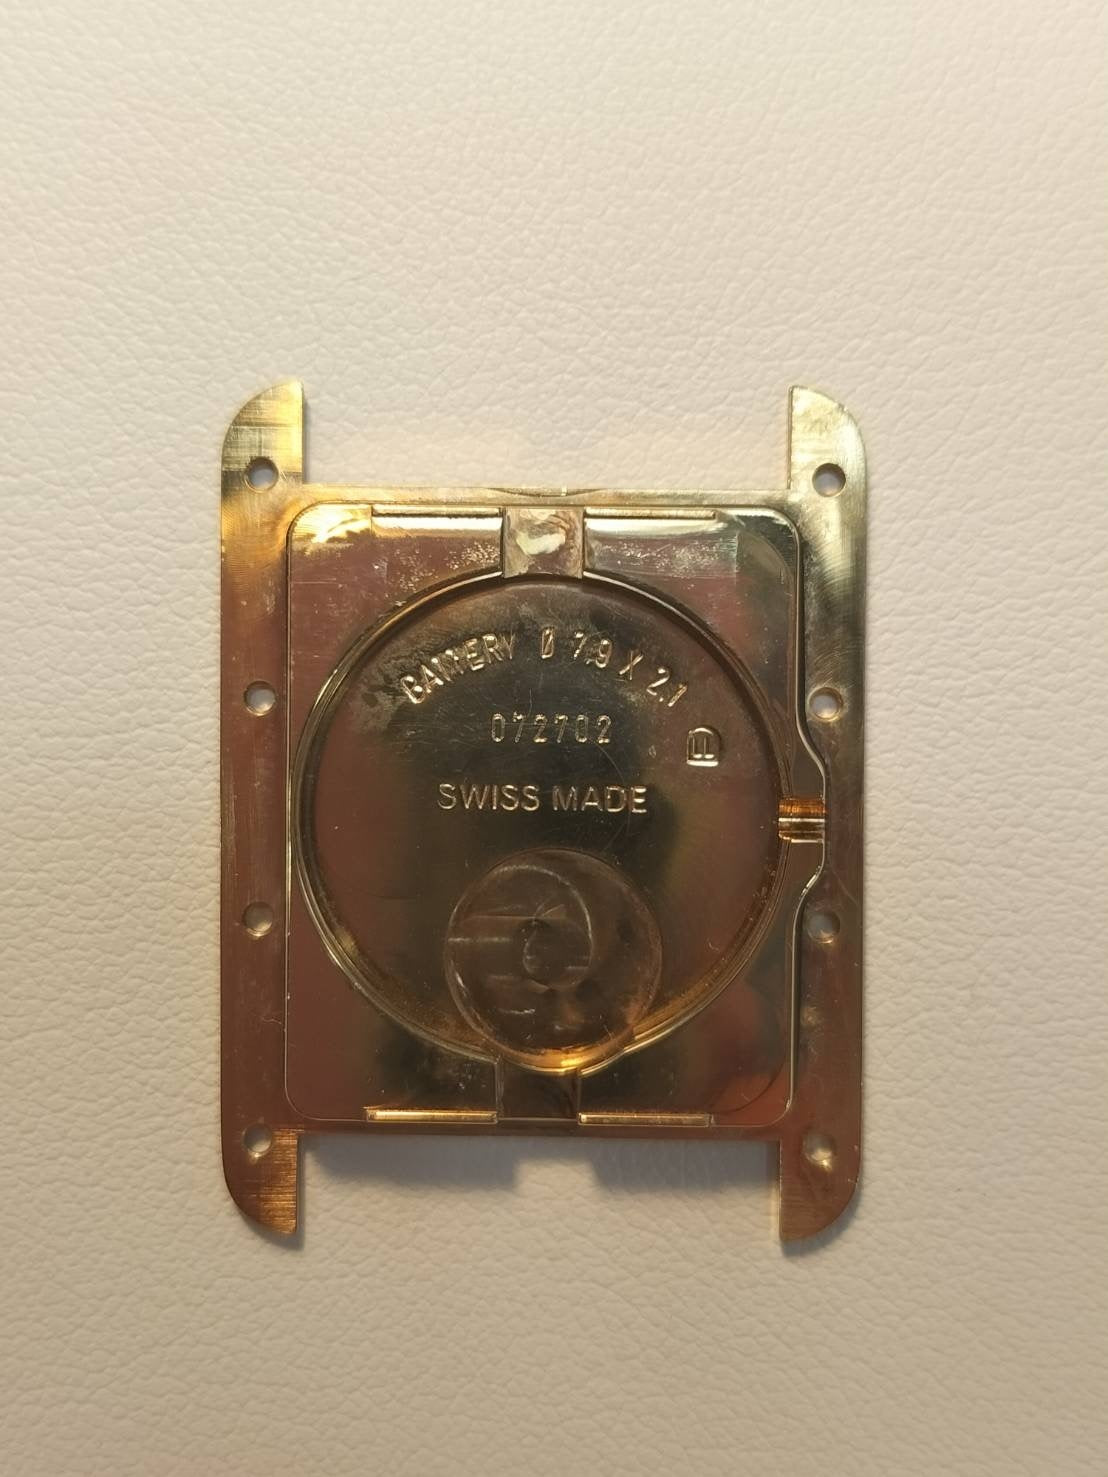 BATTERY Ø 7.9 X 2.1
072702
SWISS MADE